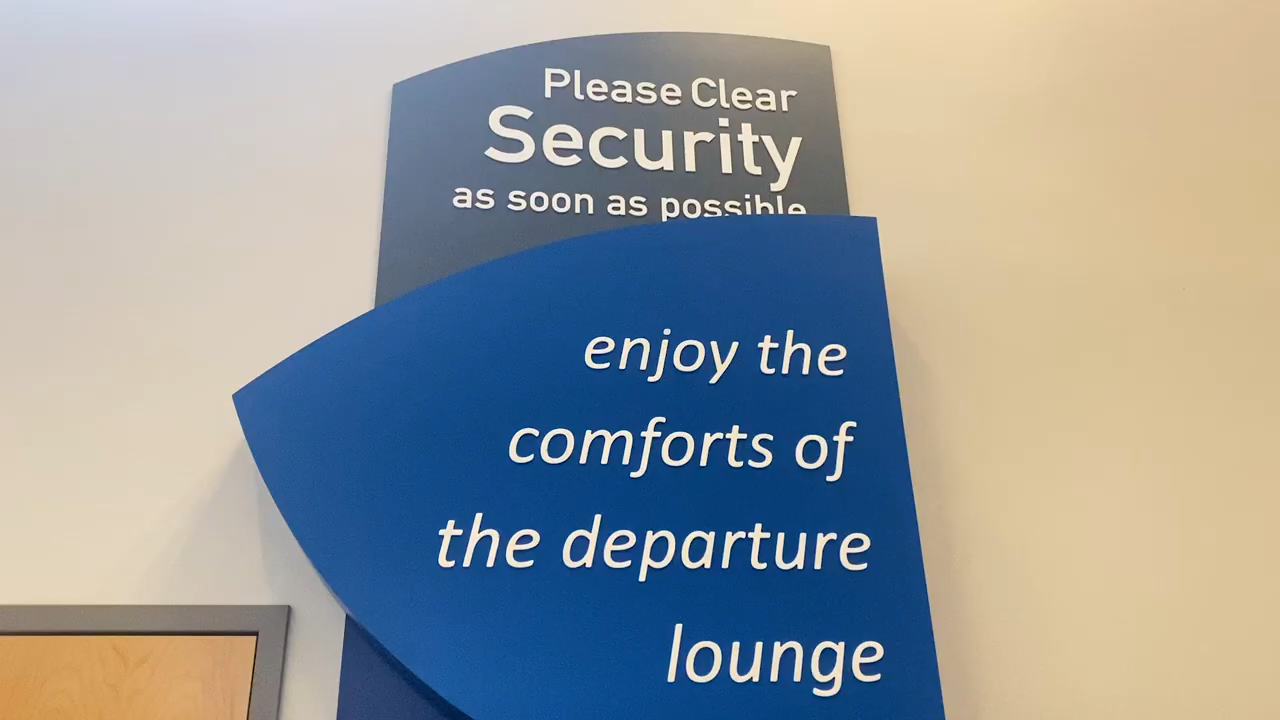 Please Clear
Security
as soon as possible
enjoy the
comforts of
the departure
lounge